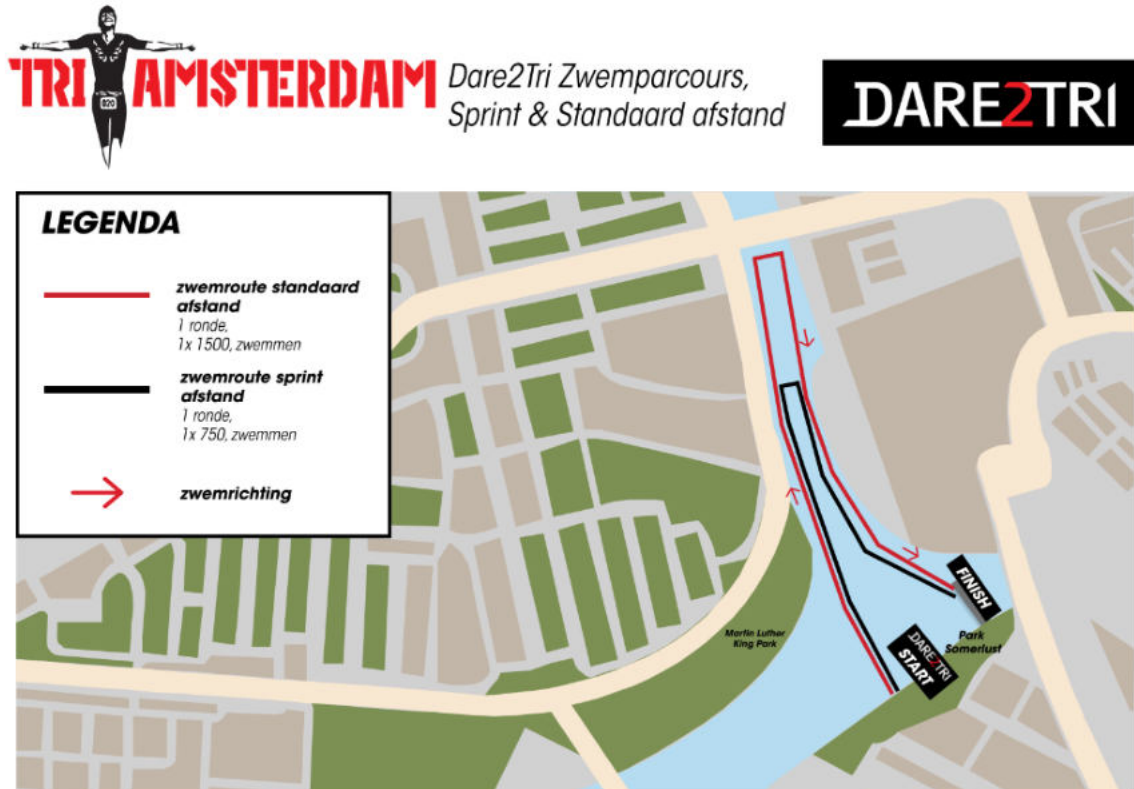 TRI AMSTERDAM
020
Dare2Tri Zwemparcours,
Sprint & Standaard afstand
DARE2TRI
LEGENDA
zwemroute standaard
afstand
1 ronde,
1x 1500, zwemmen
zwemroute sprint
afstand
1 ronde,
1x 750, zwemmen
zwemrichting
FINISH
Martin Luther
King Park
Park
Somerlust
DARE2TRI
START